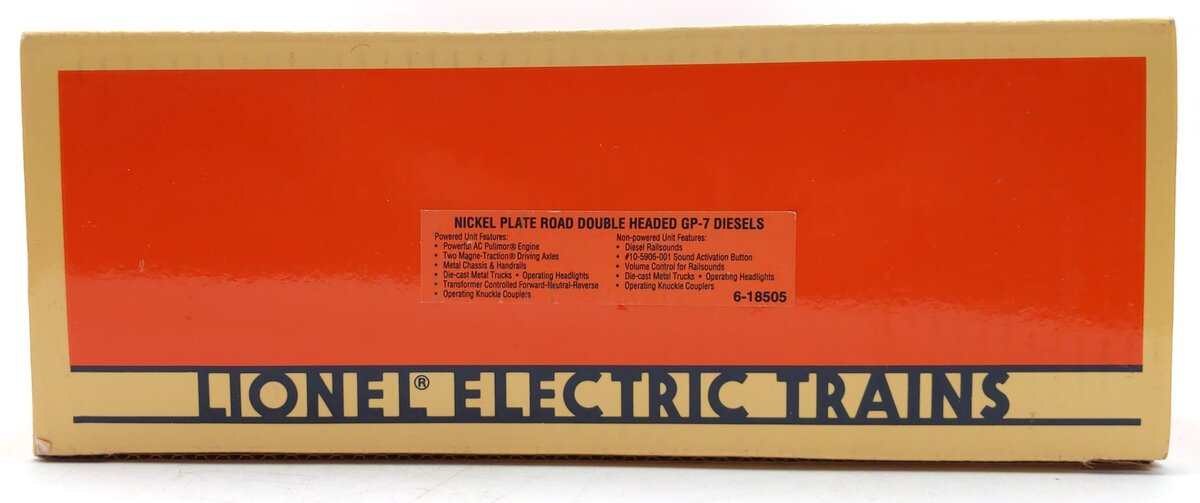 NICKEL PLATE ROAD DOUBLE HEADED GP-7 DIESELS
Powered Unit Features:
• Powerful AC Pullmor® Engine
• Two Magne-Traction® Driving Axles
• Metal Chassis & Handrails
• Die-cast Metal Trucks • Operating Headlights
• Transformer Controlled Forward-Neutral-Reverse
• Operating Knuckle Couplers
Non-powered Unit Features:
• Diesel Railsounds
• #10-5906-001 Sound Activation Button
• Volume Control for Railsounds
• Die-cast Metal Trucks • Operating Headlights
• Operating Knuckle Couplers
6-18505
LIONEL® ELECTRIC TRAINS